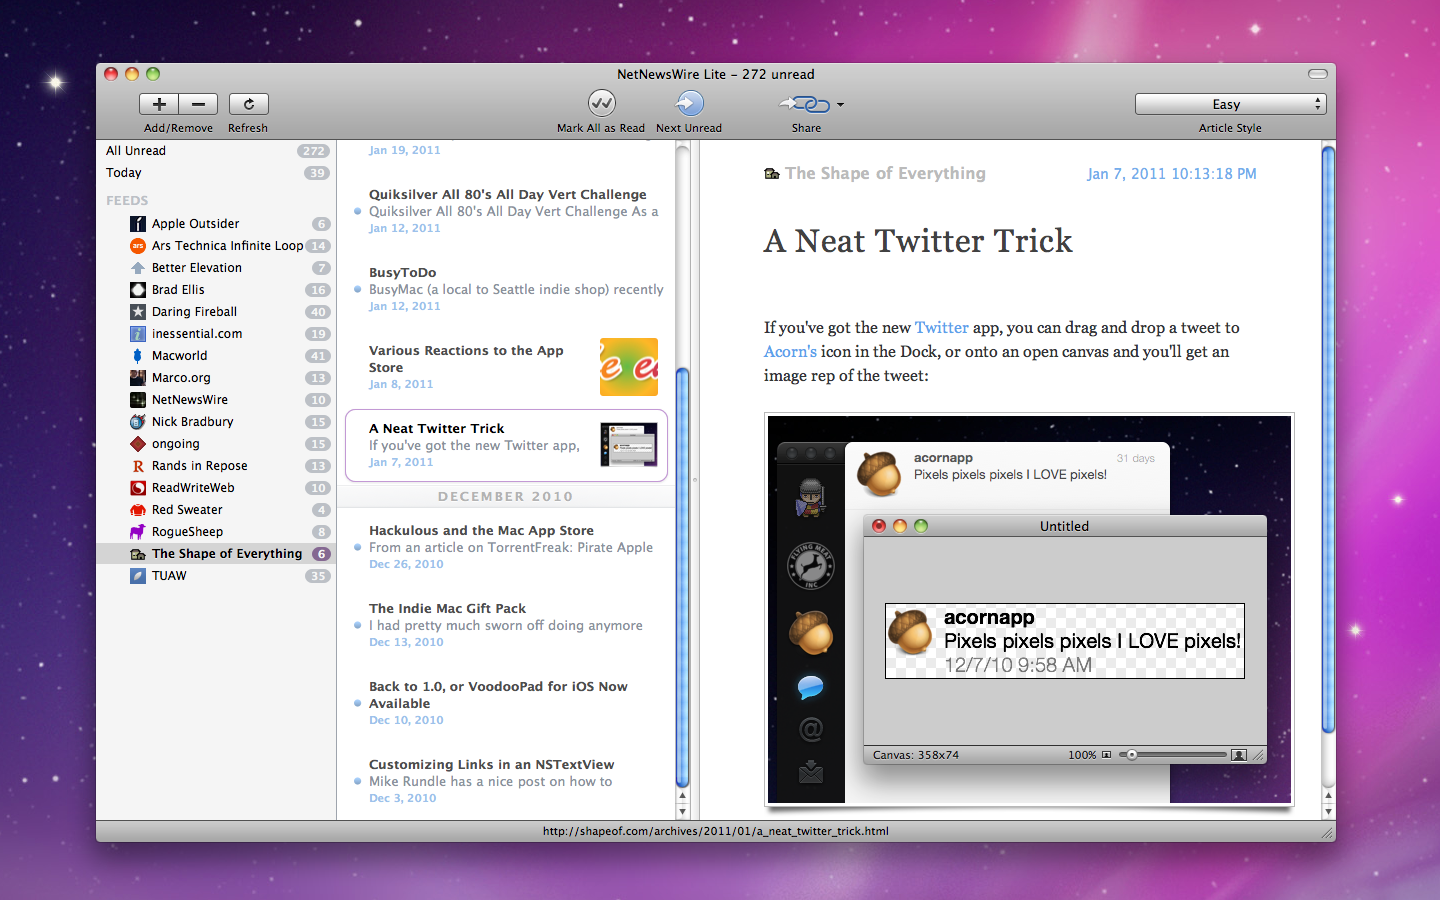 NetNewsWire Lite – 272 unread
Add/Remove
Refresh
Mark All as Read
Next Unread
Share
Easy
Article Style
All Unread 272
Today 39
FEEDS
Apple Outsider 6
Ars Technica Infinite Loop 14
Better Elevation 7
Brad Ellis 16
Daring Fireball 40
inessential.com 19
Macworld 41
Marco.org 13
NetNewsWire 10
Nick Bradbury 15
ongoing 15
Rands in Repose 13
ReadWriteWeb 10
Red Sweater 4
RogueSheep 8
The Shape of Everything 6
TUAW 35
Jan 19, 2011
Quiksilver All 80's All Day Vert Challenge
Quiksilver All 80's All Day Vert Challenge As a
Jan 12, 2011
BusyToDo
BusyMac (a local to Seattle indie shop) recently
Jan 12, 2011
Various Reactions to the App
Store
Jan 8, 2011
A Neat Twitter Trick
If you've got the new Twitter app,
Jan 7, 2011
DECEMBER 2010
Hackulous and the Mac App Store
From an article on TorrentFreak: Pirate Apple
Dec 26, 2010
The Indie Mac Gift Pack
I had pretty much sworn off doing anymore
Dec 13, 2010
Back to 1.0, or VoodooPad for iOS Now
Available
Dec 10, 2010
Customizing Links in an NSTextView
Mike Rundle has a nice post on how to
Dec 3, 2010
The Shape of Everything
Jan 7, 2011 10:13:18 PM
A Neat Twitter Trick
If you've got the new Twitter app, you can drag and drop a tweet to
Acorn's icon in the Dock, or onto an open canvas and you'll get an
image rep of the tweet:
acornapp 31 days
Pixels pixels pixels I LOVE pixels!
FLYING MEAT
INC
@
Untitled
acornapp
Pixels pixels pixels I LOVE pixels!
12/7/10 9:58 AM
Canvas: 358x74
100%
http://shapeof.com/archives/2011/01/a_neat_twitter_trick.html